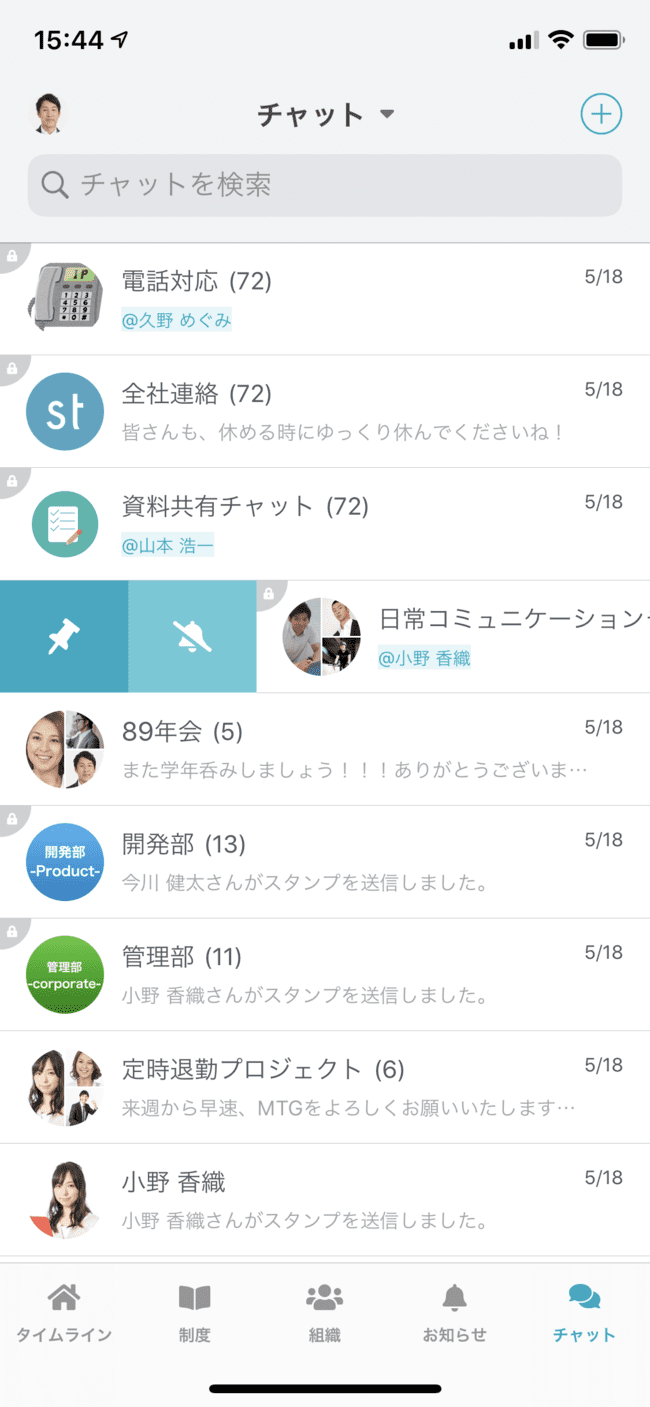 15:44
チャット
チャットを検索
電話対応 (72)
5/18
@久野 めぐみ
st
全社連絡 (72)
5/18
皆さんも、休める時にゆっくり休んでくださいね！
資料共有チャット (72)
5/18
@山本 浩一
日常コミュニケーション
@小野 香織
89年会 (5)
5/18
また学年呑みしましょう！！！ありがとうございま…
開発部
-Product-
開発部 (13)
5/18
今川 健太さんがスタンプを送信しました。
管理部
-corporate-
管理部 (11)
5/18
小野 香織さんがスタンプを送信しました。
定時退勤プロジェクト (6)
5/18
来週から早速、MTGをよろしくお願いいたします…
小野 香織
5/18
小野 香織さんがスタンプを送信しました。
タイムライン
制度
組織
お知らせ
チャット